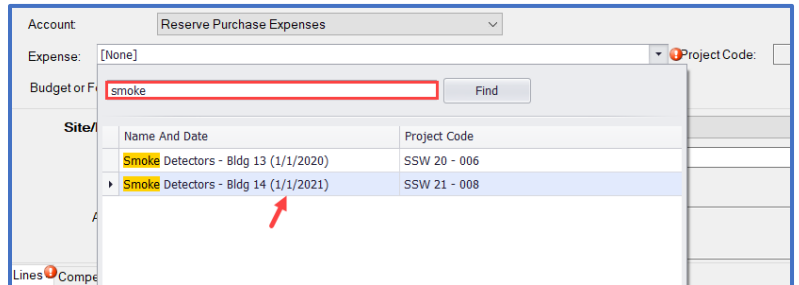 Account: Reserve Purchase Expenses
Expense: [None] Project Code:
Budget or F
smoke Find
Site/
Name And Date Project Code
Smoke Detectors - Bldg 13 (1/1/2020) SSW 20 - 006
Smoke Detectors - Bldg 14 (1/1/2021) SSW 21 - 008
A
Lines Compe